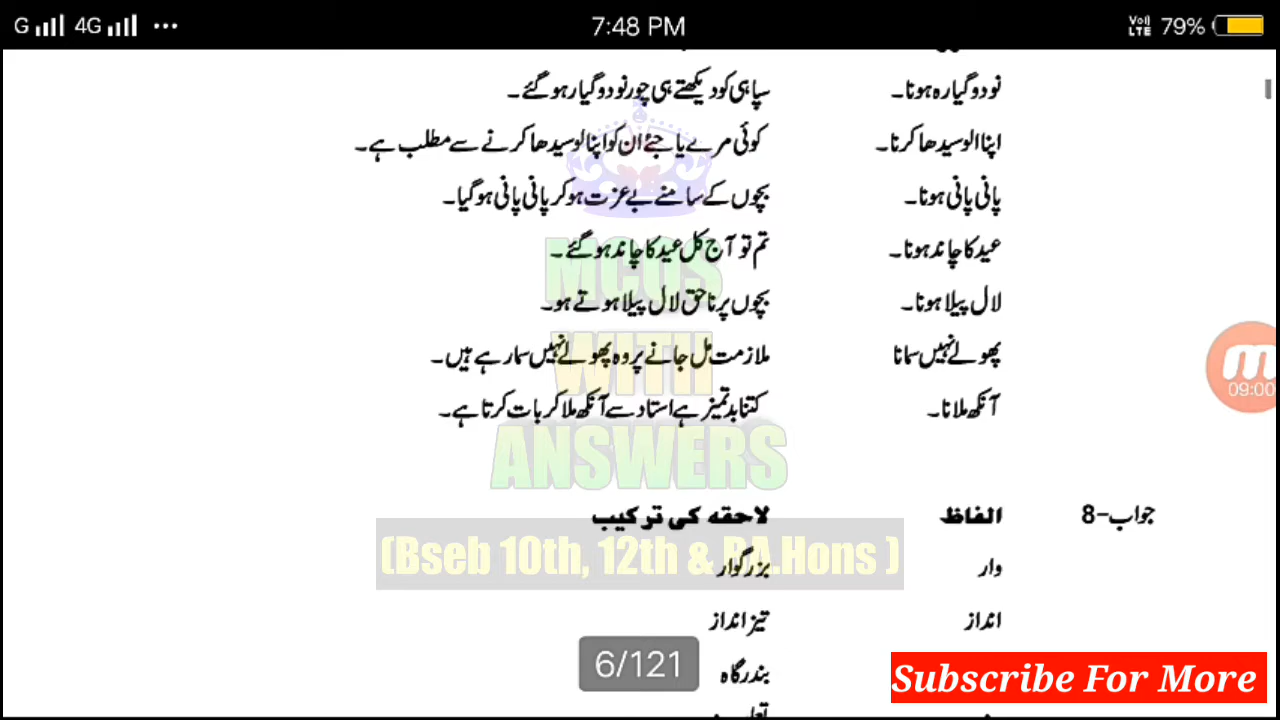 G 4G ••• 7:48 PM VoD LTE 79%
نو دو گیارہ ہونا۔ سپاہی کو دیکھتے ہی چور نو دو گیار ہو گئے۔
اپنا الو سیدھا کرنا۔ کوئی مرے یا جئے ان کو اپنا لو سیدھا کرنے سے مطلب ہے۔
پانی پانی ہونا۔ بچوں کے سامنے بے عزت ہو کر پانی پانی ہو گیا۔
عید کا چاند ہونا۔ تم تو آج کل عید کا چاند ہو گئے۔
لال پیلا ہونا۔ بچوں پر ناحق لال پیلا ہوتے ہو۔
پھولے نہیں سمانا ملازمت مل جانے پر وہ پھولے نہیں سما رہے ہیں۔
آنکھ ملانا۔ کتنا بدتمیز ہے استاد سے آنکھ ملا کر بات کرتا ہے۔
MCQS
WITH
ANSWERS
09:00
جواب-8 الفاظ لاحقہ کی ترکیب
(Bseb 10th, 12th & BA.Hons )
وار بزرگوار
انداز تیز انداز
بندرگاہ
6/121
Subscribe For More